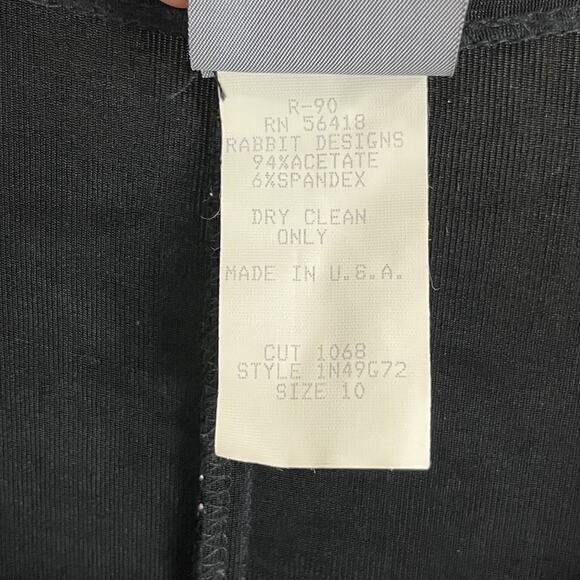 R-90
RN 56418
RABBIT DESIGNS
94%ACETATE
6%SPANDEX
DRY CLEAN
ONLY
MADE IN U.S.A.
CUT 1068
STYLE 1N49G72
SIZE 10